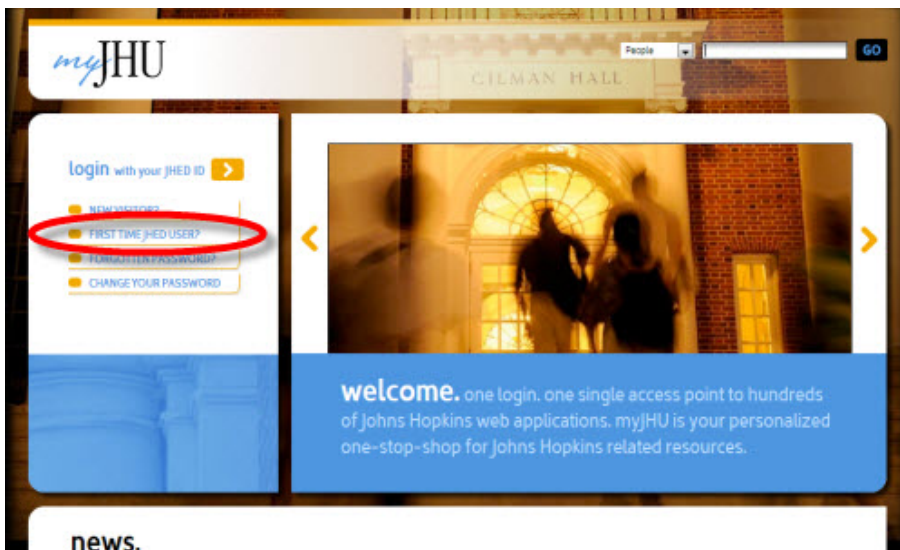 myJHU
People
GO
GILMAN HALL
login with your JHED ID
NEW VISITOR?
FIRST TIME JHED USER?
FORGOTTEN PASSWORD?
CHANGE YOUR PASSWORD
welcome. one login. one single access point to hundreds
of Johns Hopkins web applications. myJHU is your personalized
one-stop-shop for Johns Hopkins related resources.
news.